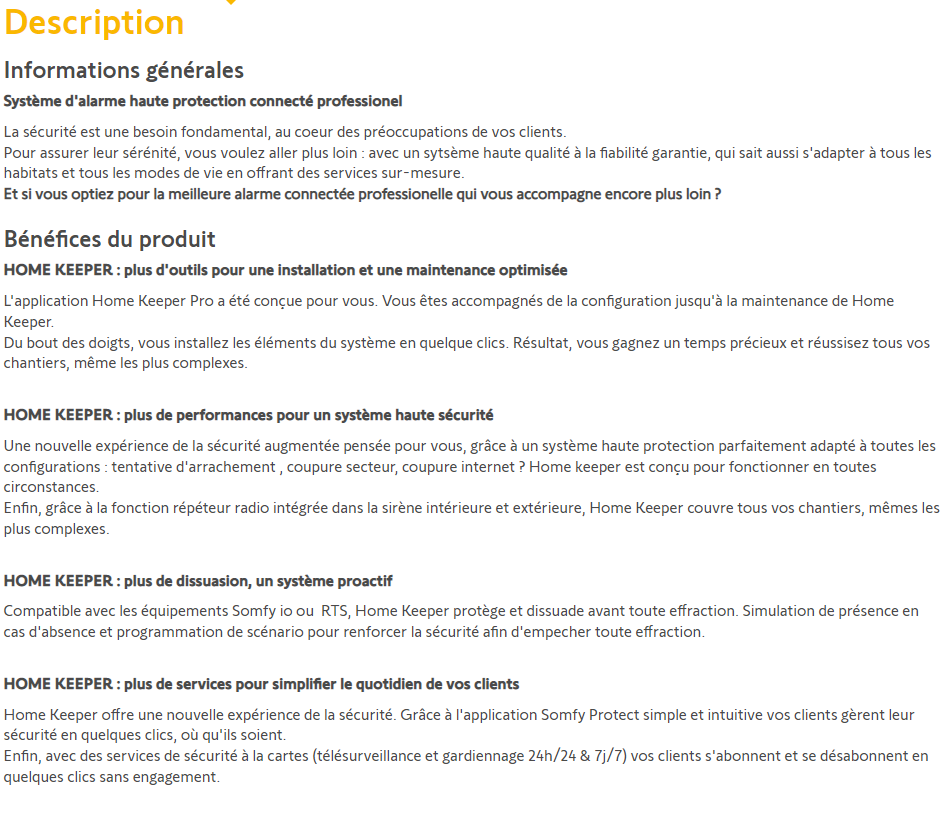 Description
Informations générales
Système d'alarme haute protection connecté professionel
La sécurité est une besoin fondamental, au coeur des préoccupations de vos clients.
Pour assurer leur sérénité, vous voulez aller plus loin : avec un sytsème haute qualité à la fiabilité garantie, qui sait aussi s'adapter à tous les
habitats et tous les modes de vie en offrant des services sur-mesure.
Et si vous optiez pour la meilleure alarme connectée professionelle qui vous accompagne encore plus loin ?
Bénéfices du produit
HOME KEEPER : plus d'outils pour une installation et une maintenance optimisée
L'application Home Keeper Pro a été conçue pour vous. Vous êtes accompagnés de la configuration jusqu'à la maintenance de Home
Keeper.
Du bout des doigts, vous installez les éléments du système en quelque clics. Résultat, vous gagnez un temps précieux et réussisez tous vos
chantiers, même les plus complexes.
HOME KEEPER : plus de performances pour un système haute sécurité
Une nouvelle expérience de la sécurité augmentée pensée pour vous, grâce à un système haute protection parfaitement adapté à toutes les
configurations : tentative d'arrachement , coupure secteur, coupure internet ? Home keeper est conçu pour fonctionner en toutes
circonstances.
Enfin, grâce à la fonction répéteur radio intégrée dans la sirène intérieure et extérieure, Home Keeper couvre tous vos chantiers, mêmes les
plus complexes.
HOME KEEPER : plus de dissuasion, un système proactif
Compatible avec les équipements Somfy io ou  RTS, Home Keeper protège et dissuade avant toute effraction. Simulation de présence en
cas d'absence et programmation de scénario pour renforcer la sécurité afin d'empecher toute effraction.
HOME KEEPER : plus de services pour simplifier le quotidien de vos clients
Home Keeper offre une nouvelle expérience de la sécurité. Grâce à l'application Somfy Protect simple et intuitive vos clients gèrent leur
sécurité en quelques clics, où qu'ils soient.
Enfin, avec des services de sécurité à la cartes (télésurveillance et gardiennage 24h/24 & 7j/7) vos clients s'abonnent et se désabonnent en
quelques clics sans engagement.